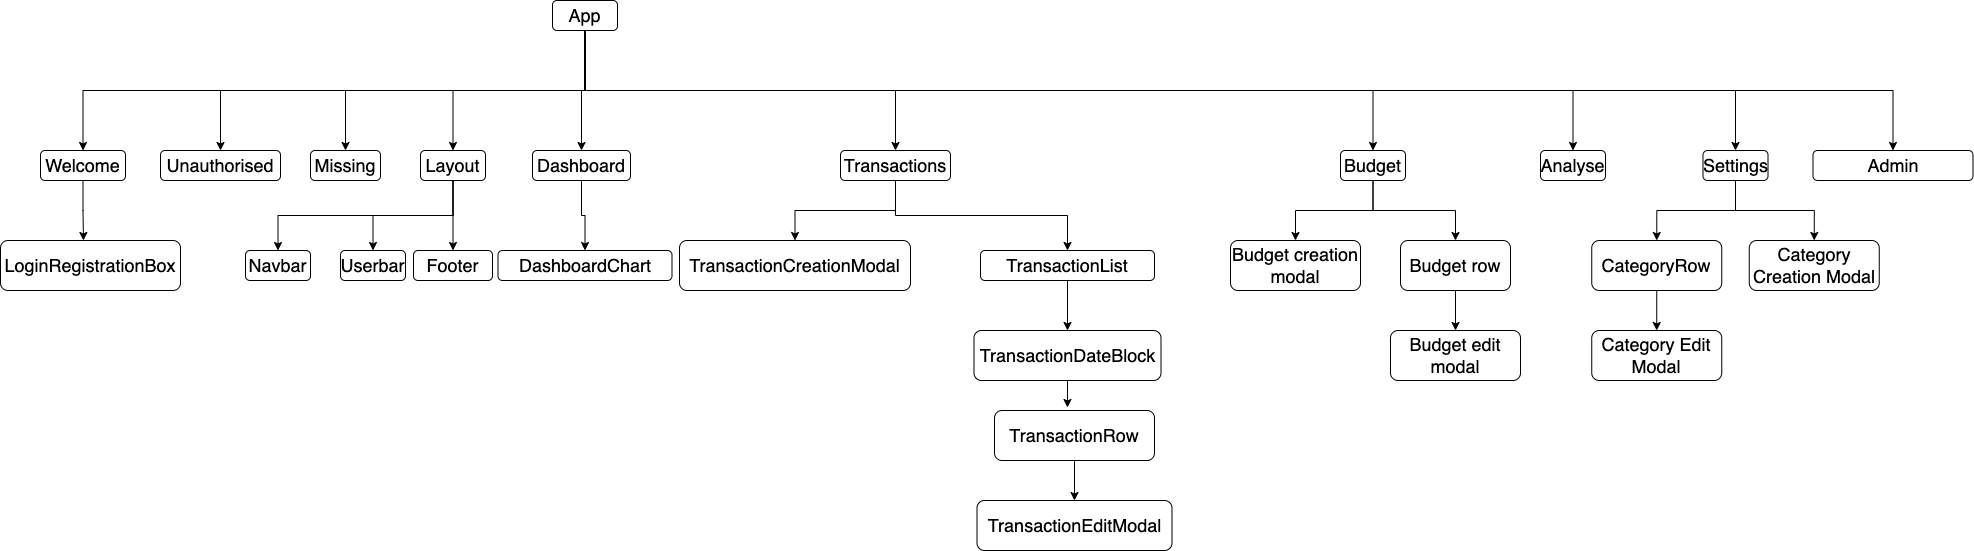 App
Welcome
Unauthorised
Missing
Layout
Dashboard
Transactions
Budget
Analyse
Settings
Admin
LoginRegistrationBox
Navbar
Userbar
Footer
DashboardChart
TransactionCreationModal
TransactionList
Budget creation
modal
Budget row
CategoryRow
Category
Creation Modal
TransactionDateBlock
Budget edit
modal
Category Edit
Modal
TransactionRow
TransactionEditModal